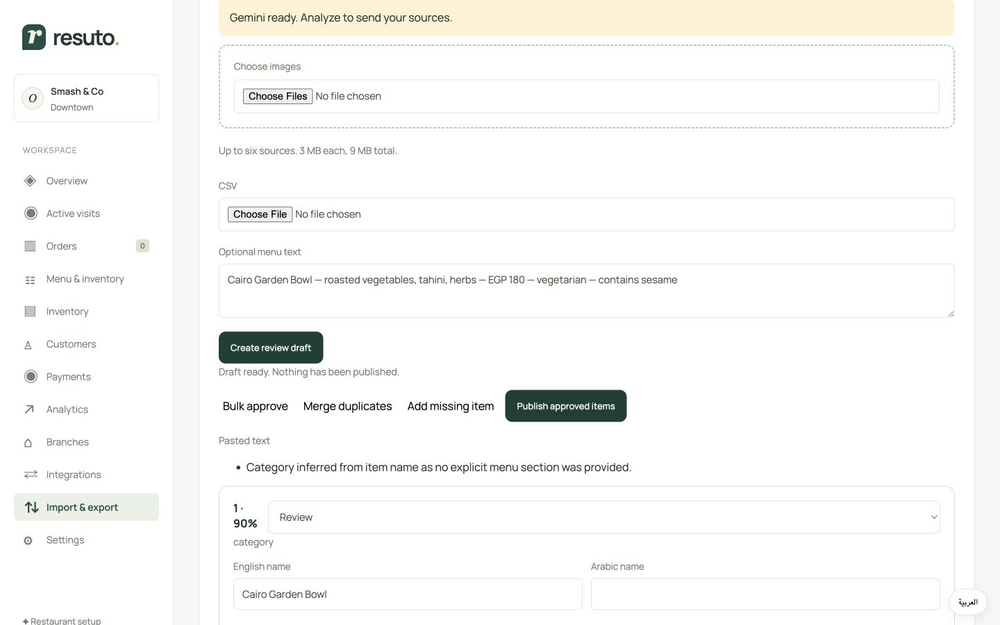 resuto.
O
Smash & Co
Downtown
WORKSPACE
Overview
Active visits
Orders
0
Menu & inventory
Inventory
Customers
Payments
Analytics
Branches
Integrations
Import & export
Settings
Restaurant setup
Gemini ready. Analyze to send your sources.
Choose images
Choose Files No file chosen
Up to six sources. 3 MB each, 9 MB total.
CSV
Choose File No file chosen
Optional menu text
Cairo Garden Bowl — roasted vegetables, tahini, herbs — EGP 180 — vegetarian — contains sesame
Create review draft
Draft ready. Nothing has been published.
Bulk approve Merge duplicates Add missing item Publish approved items
Pasted text
• Category inferred from item name as no explicit menu section was provided.
1 ·
90%
Review
category
English name
Cairo Garden Bowl
Arabic name
العربية